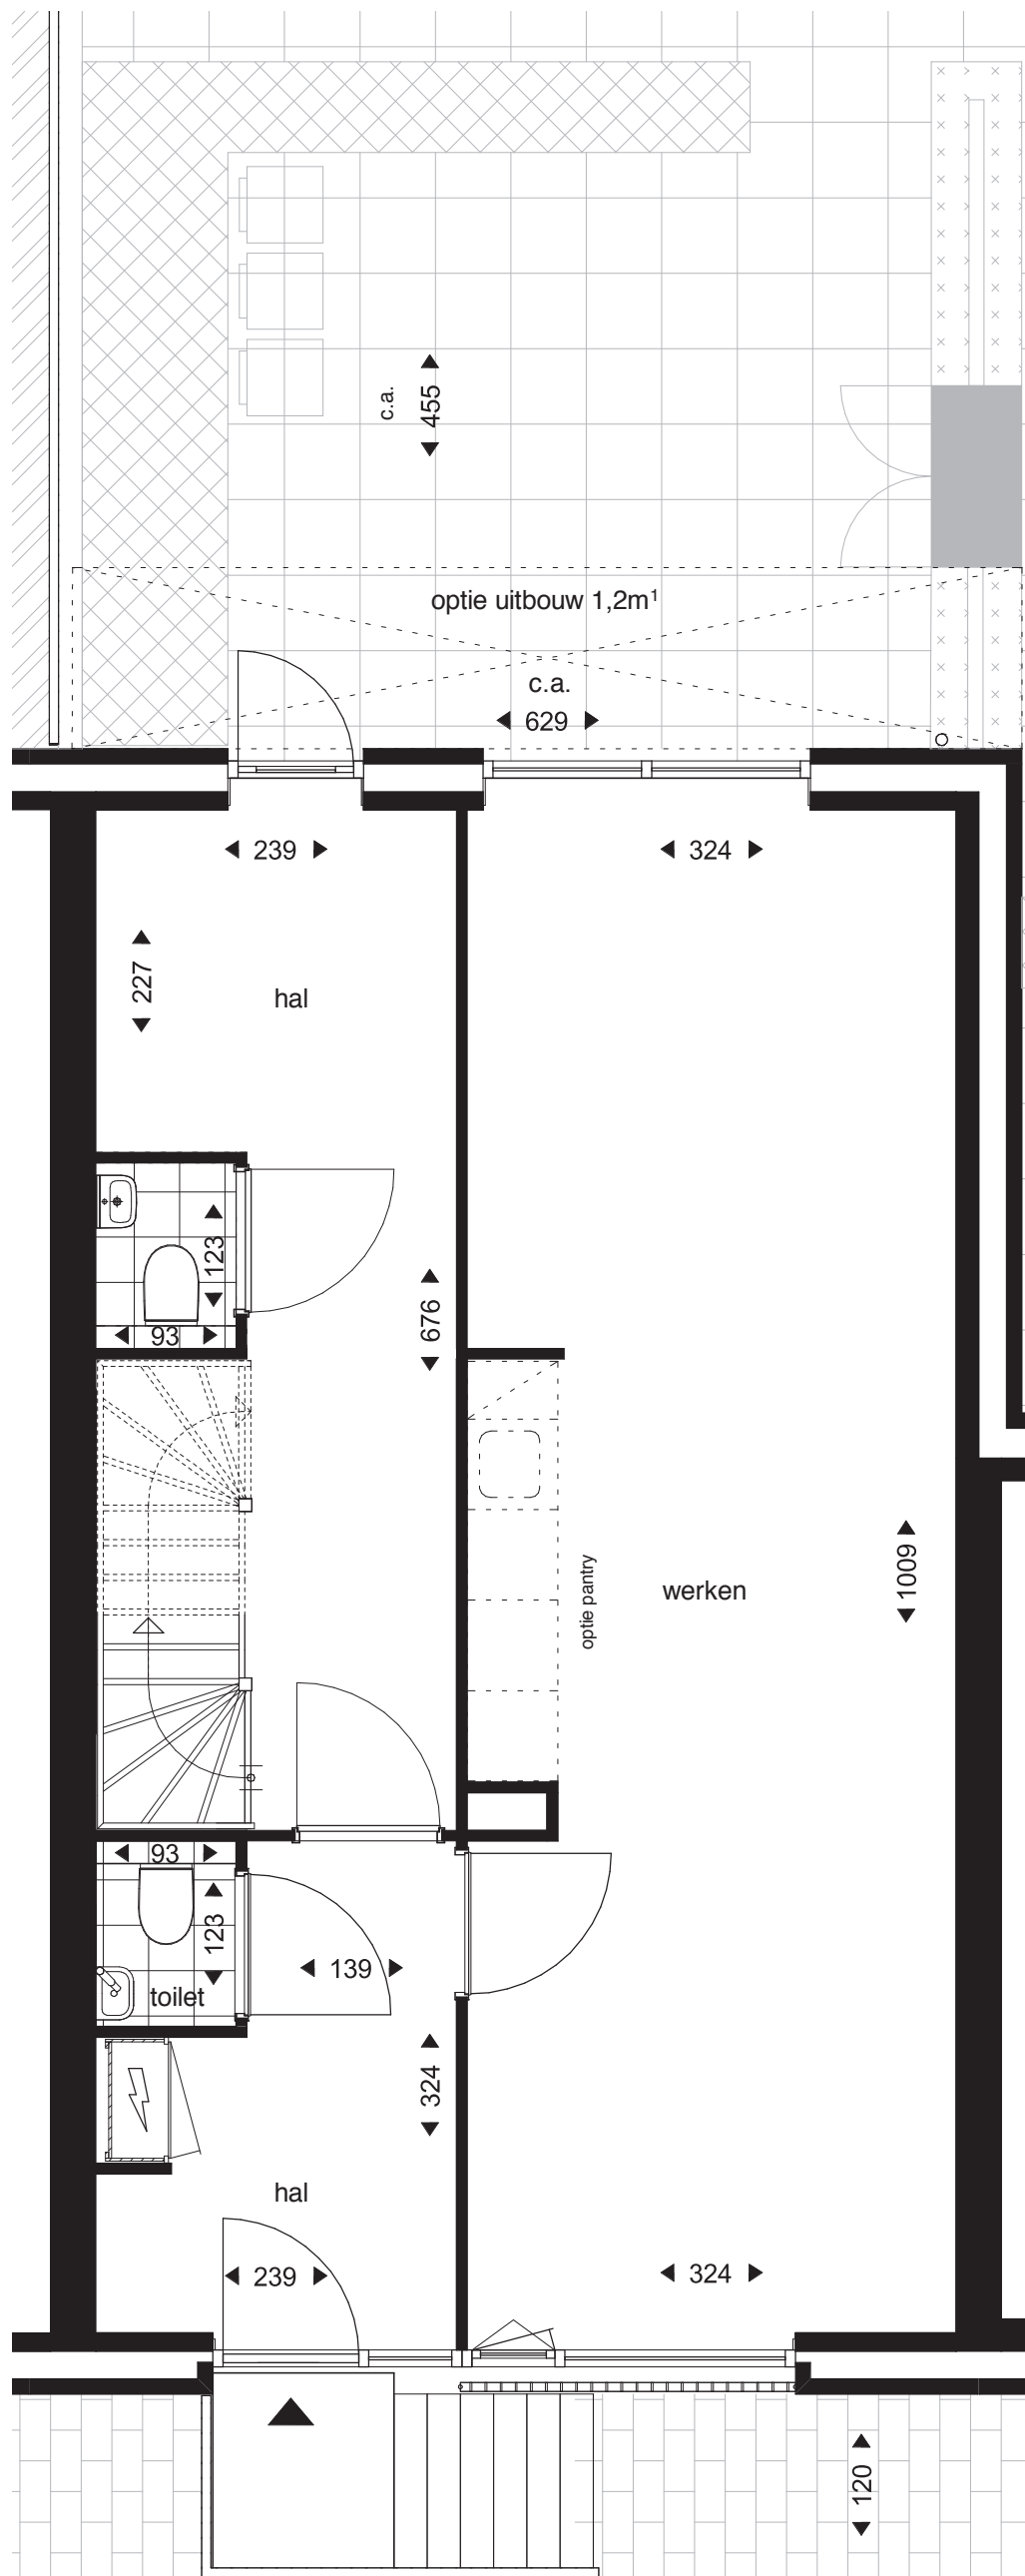 c.a.
455
optie uitbouw 1,2m¹
c.a.
629
239
324
227
hal
123
93
676
optie pantry
werken
1009
93
123
toilet
139
324
hal
239
324
120